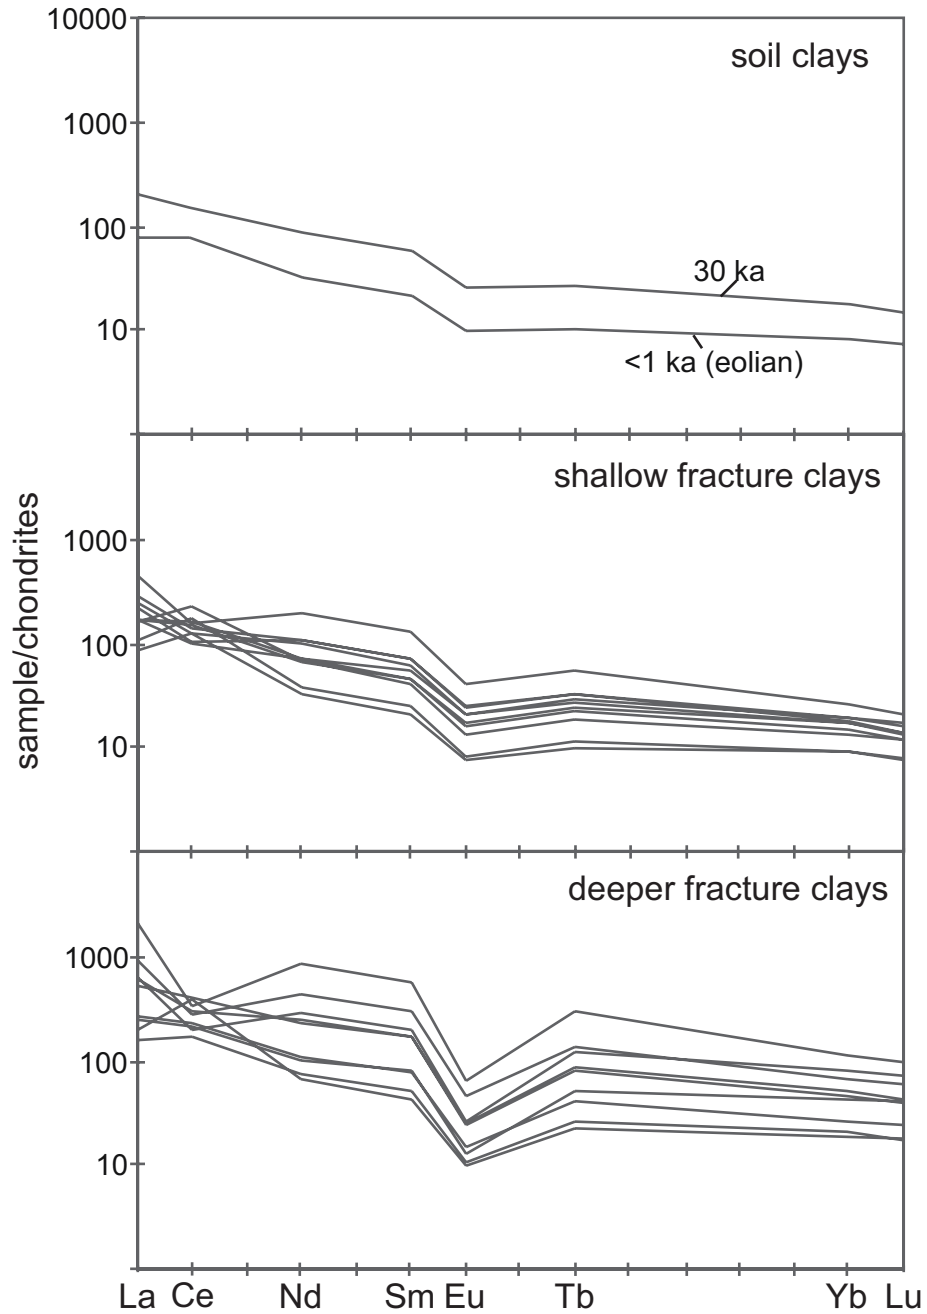 10000
soil clays
1000
100
30 ka
10
<1 ka (eolian)
shallow fracture clays
1000
sample/chondrites
100
10
deeper fracture clays
1000
100
10
La Ce Nd Sm Eu Tb Yb Lu